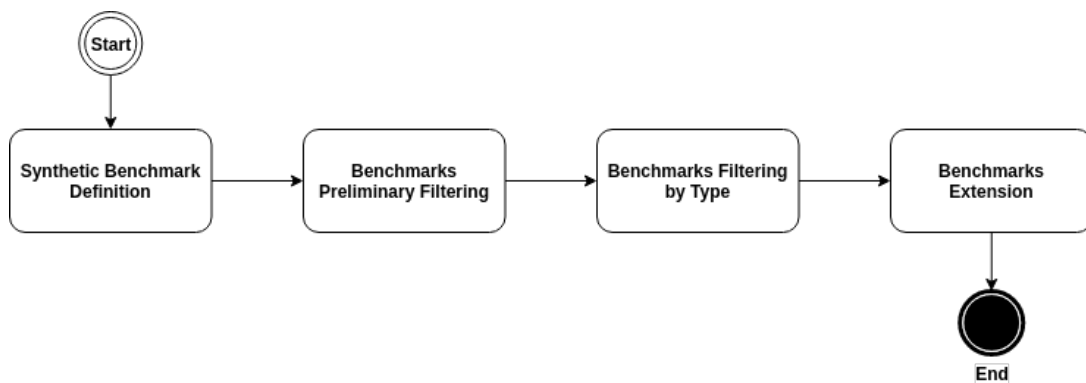 Start
Synthetic Benchmark
Definition
Benchmarks
Preliminary Filtering
Benchmarks Filtering
by Type
Benchmarks
Extension
End